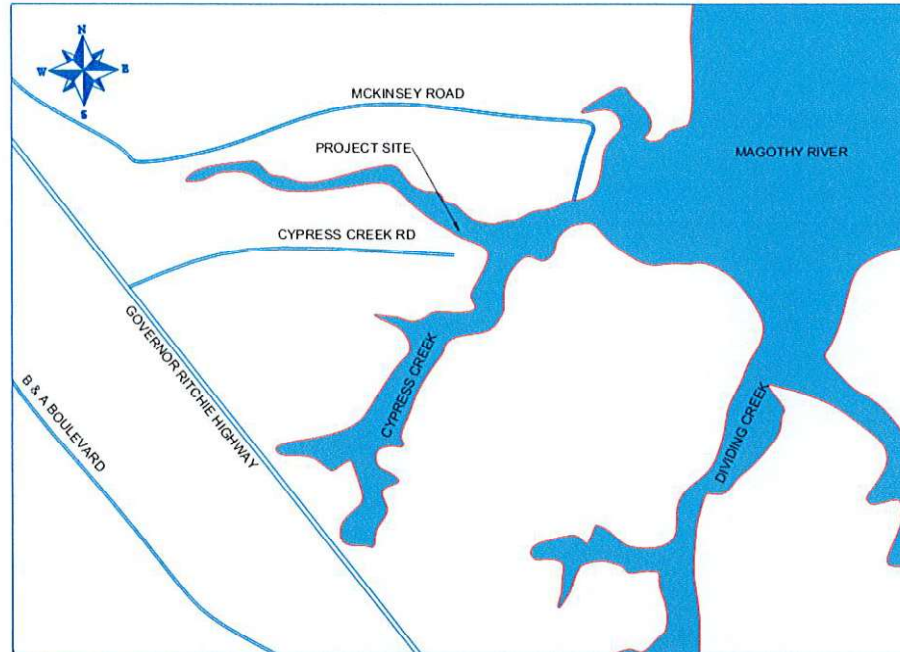 N
W E
S
MCKINSEY ROAD
PROJECT SITE
MAGOTHY RIVER
CYPRESS CREEK RD
GOVERNOR RITCHIE HIGHWAY
CYPRESS CREEK
B & A BOULEVARD
DIVIDING CREEK